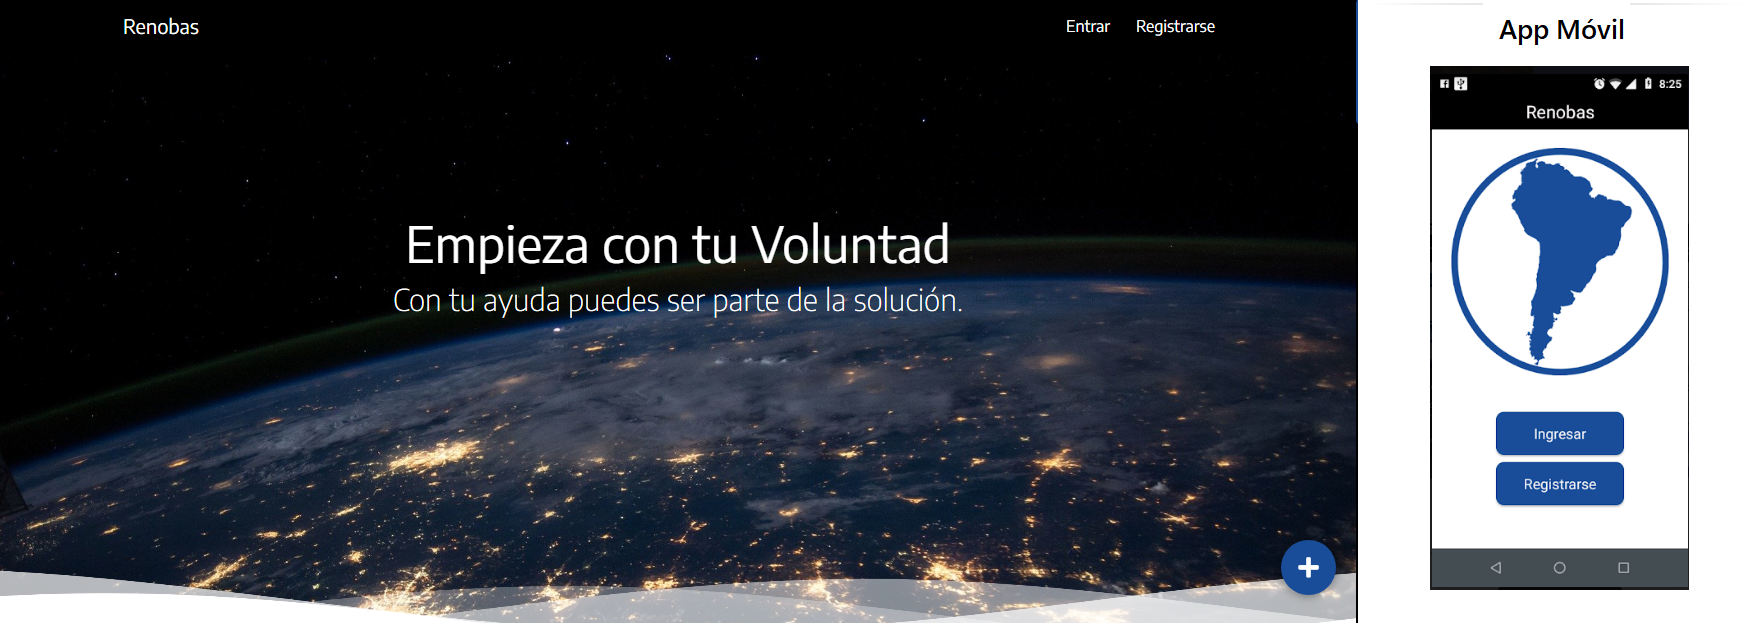 Renobas
Entrar Registrarse
Empieza con tu Voluntad
Con tu ayuda puedes ser parte de la solución.
App Móvil
8:25
Renobas
Ingresar
Registrarse